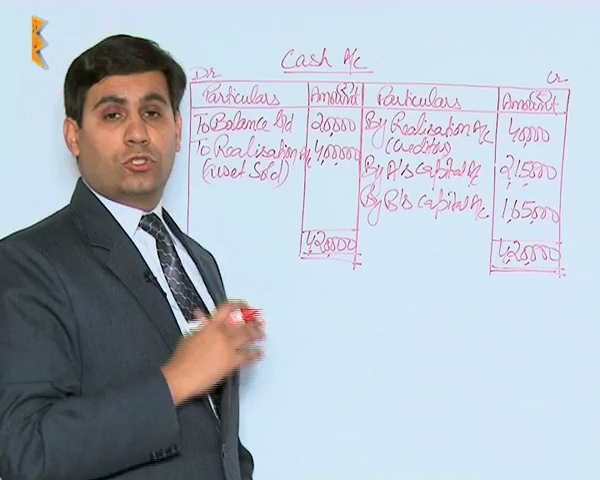 Cash A/c
Dr Cr
Particulars Amount Particulars Amount
To Balance b/d 20,000 By Realisation A/c 40,000
(Creditors)
To Realisation A/c 4,00,000
(Asset Sold) By A's Capital A/c 2,15,000
By B's Capital A/c 1,65,000
4,20,000 4,20,000